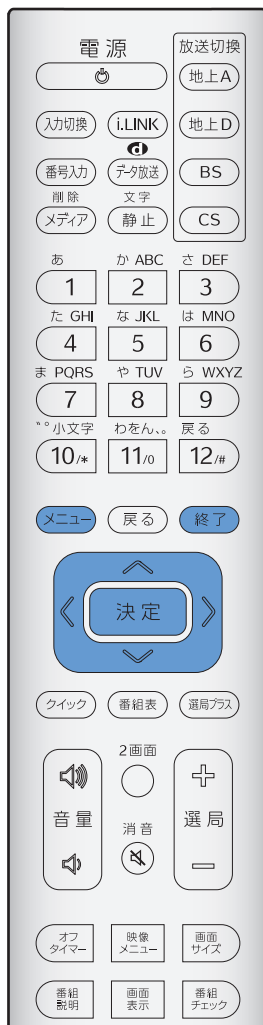 電源
放送切換
地上A
入力切換
i.LINK
地上D
d
番号入力
データ放送
BS
削除
文字
メディア
静止
CS
あ
か ABC
さ DEF
1
2
3
た GHI
な JKL
は MNO
4
5
6
ま PQRS
や TUV
ら WXYZ
7
8
9
゛゜小文字
わをん、。
戻る
10/*
11/0
12/#
メニュー
戻る
終了
決定
クイック
番組表
選局プラス
2画面
音量
選局
消音
オフ
タイマー
映像
メニュー
画面
サイズ
番組
説明
画面
表示
番組
チェック